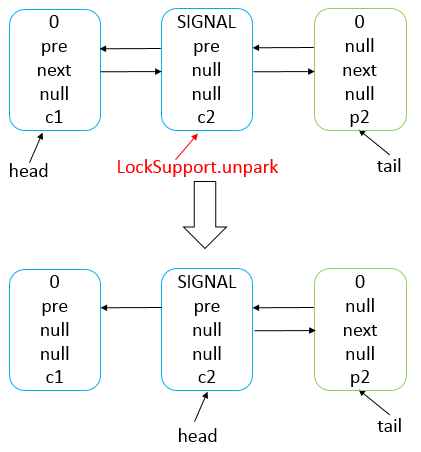 0
pre
next
null
c1
SIGNAL
pre
null
null
c2
0
null
next
null
p2
head
LockSupport.unpark
tail
0
pre
null
null
c1
SIGNAL
pre
null
null
c2
0
null
next
null
p2
head
tail